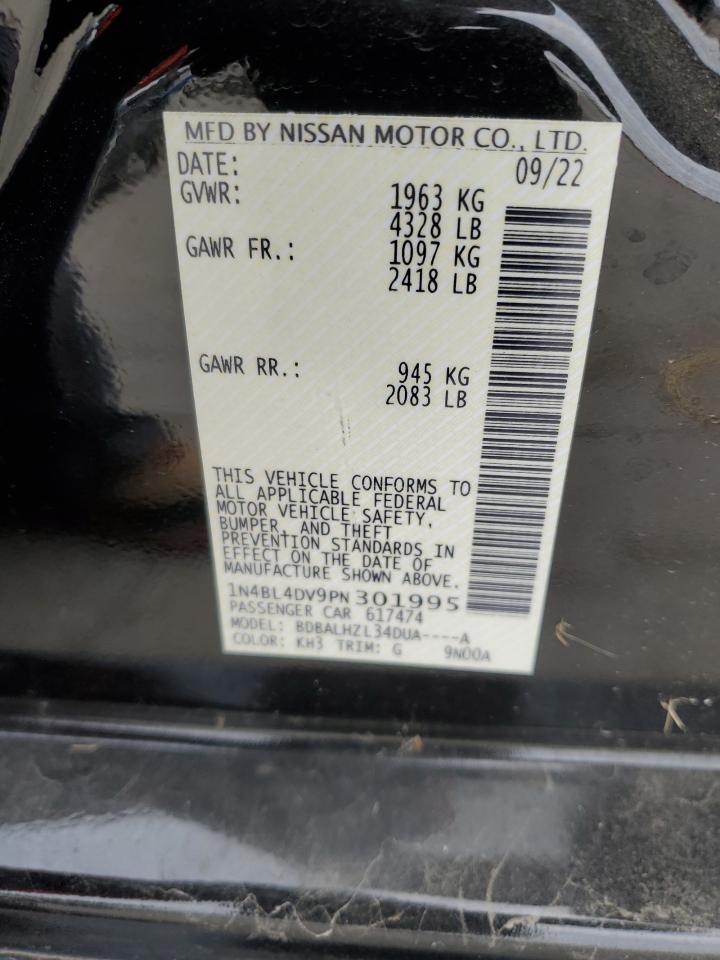 MFD BY NISSAN MOTOR CO., LTD.
DATE: 09/22
GVWR: 1963 KG
4328 LB
GAWR FR.: 1097 KG
2418 LB
GAWR RR.: 945 KG
2083 LB
THIS VEHICLE CONFORMS TO
ALL APPLICABLE FEDERAL
MOTOR VEHICLE SAFETY,
BUMPER, AND THEFT
PREVENTION STANDARDS IN
EFFECT ON THE DATE OF
MANUFACTURE SHOWN ABOVE.
1N4BL4DV9PN301995
PASSENGER CAR 617474
MODEL: BDBALHZL34DUA----A
COLOR: KH3 TRIM: G 9N00A